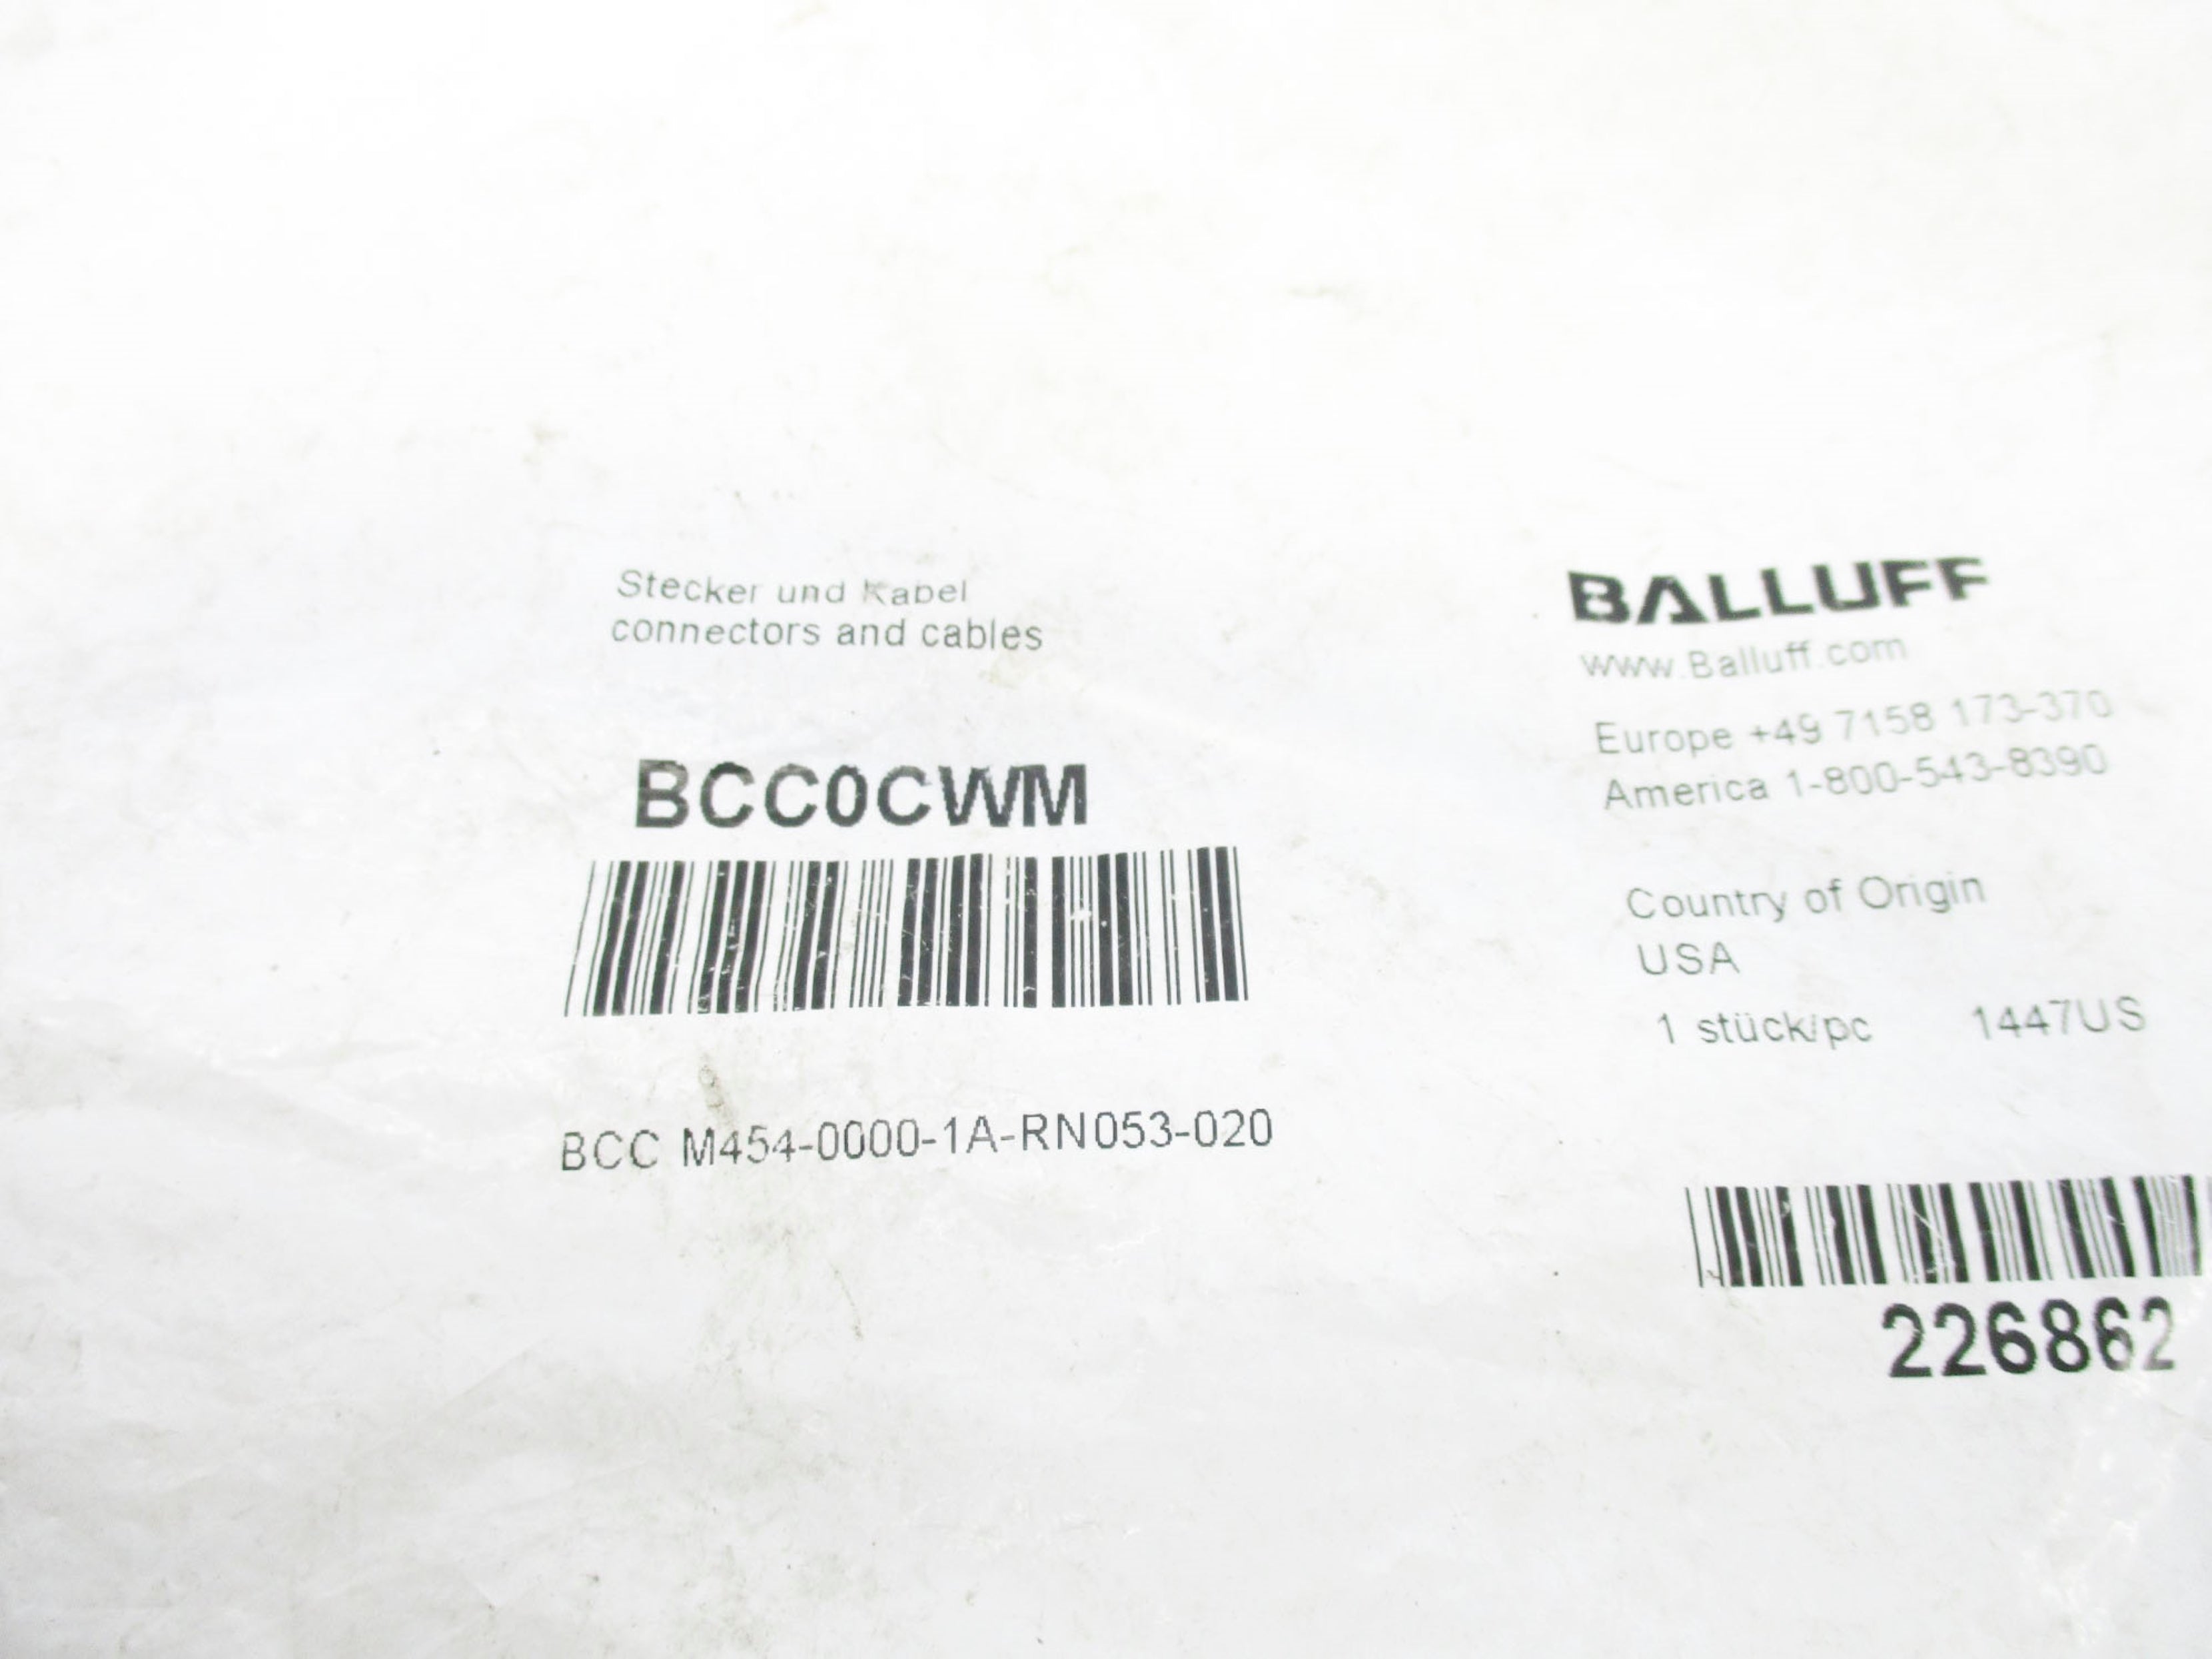 Stecker und Kabel
connectors and cables
BCC0CWM
BCC M454-0000-1A-RN053-020
BALLUFF
www.Balluff.com
Europe +49 7158 173-370
America 1-800-543-8390
Country of Origin
USA
1 stück/pc 1447US
226862